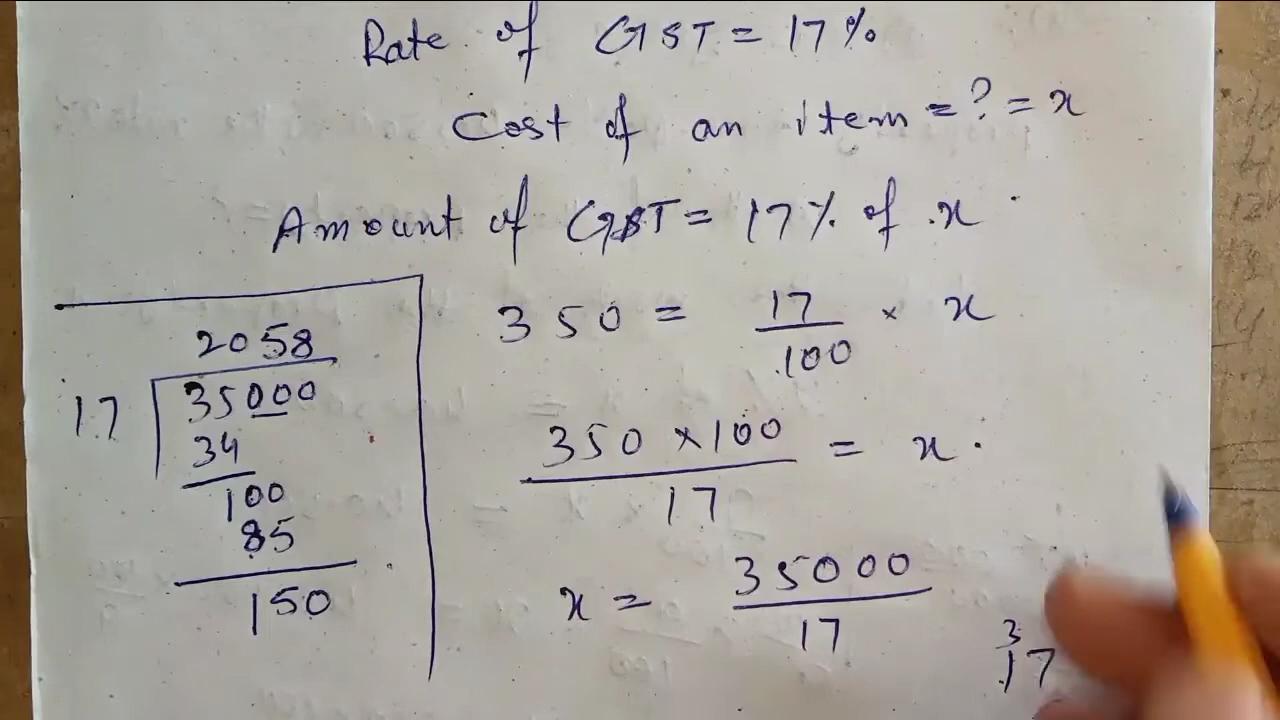 Rate of GST = 17%
Cost of an item = ? = x
Amount of GST = 17% of x
350 = 17/100 × x
350 × 100 / 17 = x
x = 35000 / 17
3
17
2058
17 35000
34
100
85
150